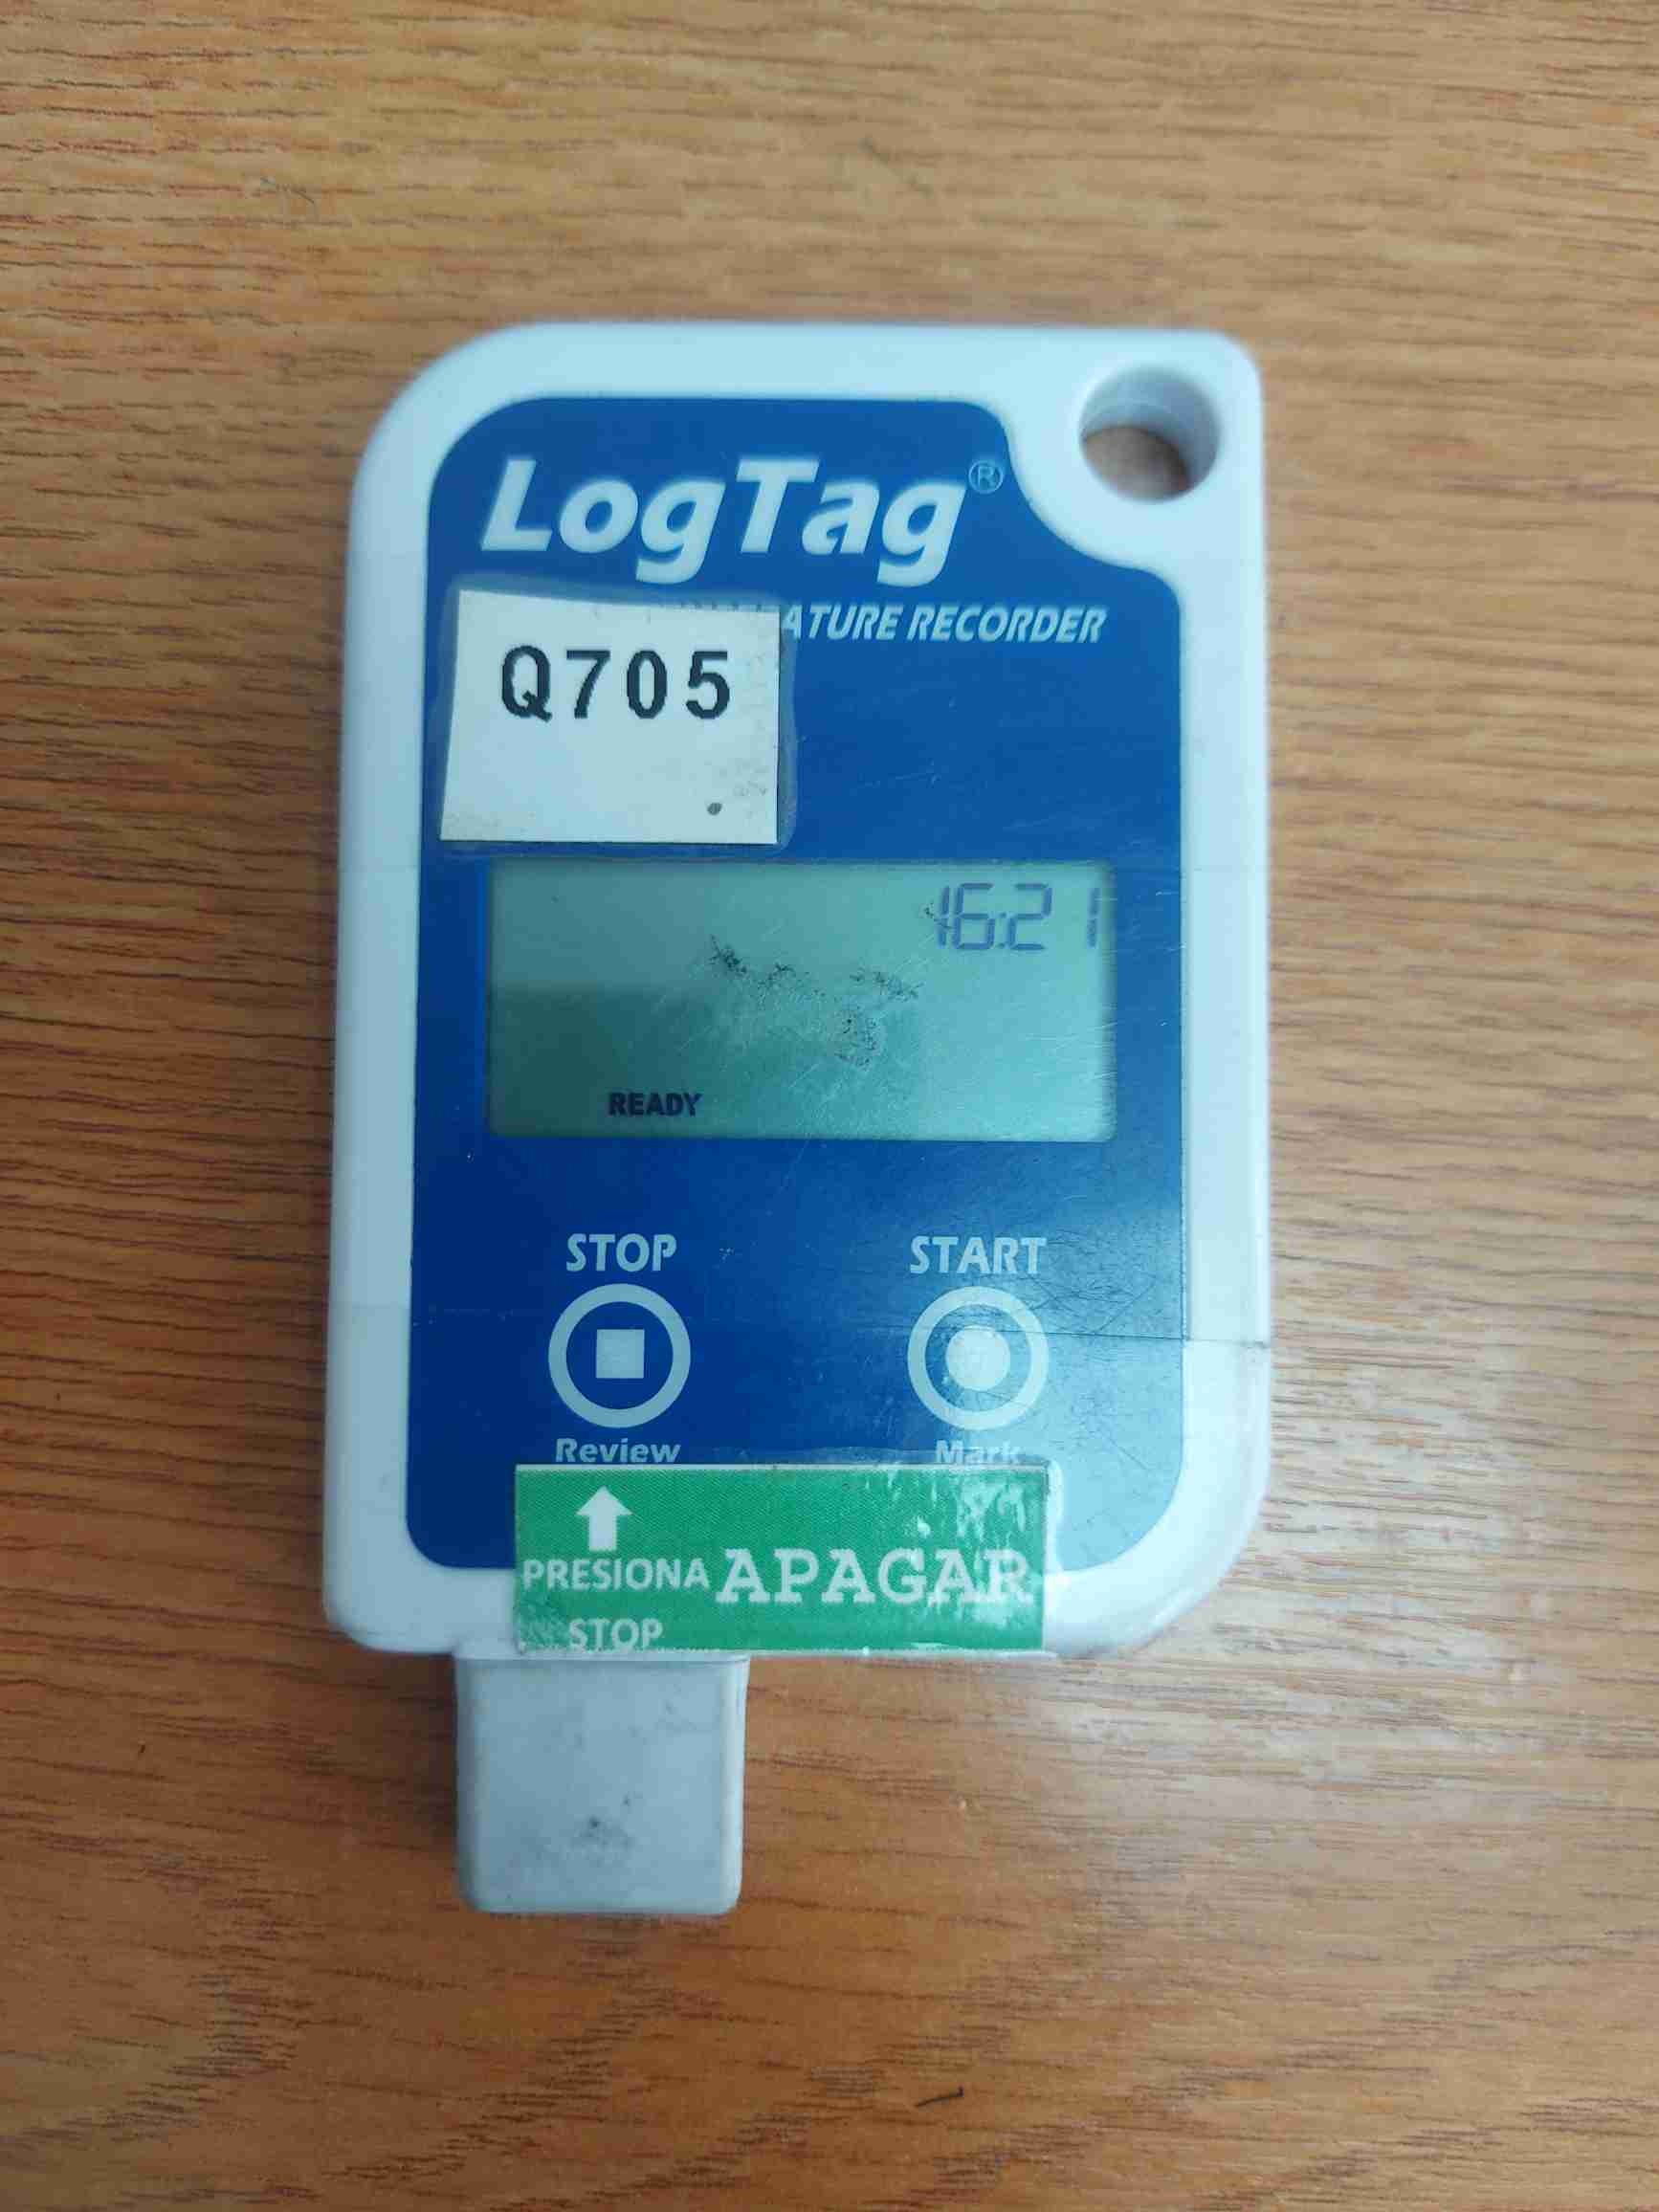 LogTag®
ATURE RECORDER
Q705
16:21
READY
STOP START
Review Mark
PRESIONA APAGAR
STOP